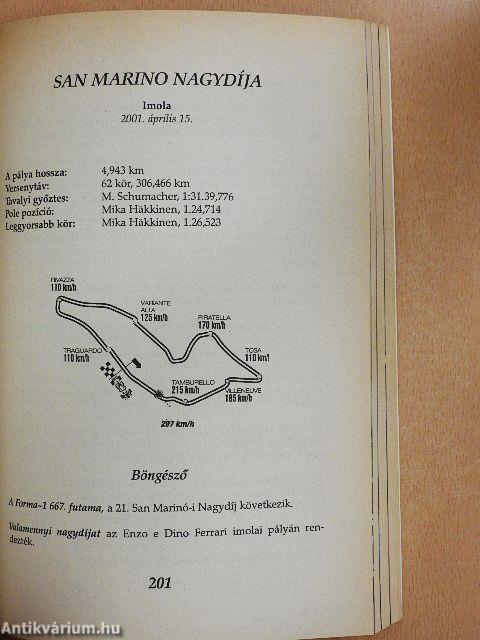 SAN MARINO NAGYDÍJA
Imola
2001. április 15.
A pálya hossza: 4,943 km
Versenytáv: 62 kör, 306,466 km
Tavalyi győztes: M. Schumacher, 1:31.39,776
Pole pozíció: Mika Häkkinen, 1.24,714
Leggyorsabb kör: Mika Häkkinen, 1.26,523
RIVAZZA
110 km/h
VARIANTE
ALTA
125 km/h
PIRATELLA
170 km/h
TRAGUARDO
110 km/h
TOSA
110 km/h
TAMBURELLO
215 km/h
VILLENEUVE
185 km/h
297 km/h
Böngésző
A Forma-1 667. futama, a 21. San Marinó-i Nagydíj következik.
Valamennyi nagydíjat az Enzo e Dino Ferrari imolai pályán ren-
dezték.
201
Antikvárium.hu